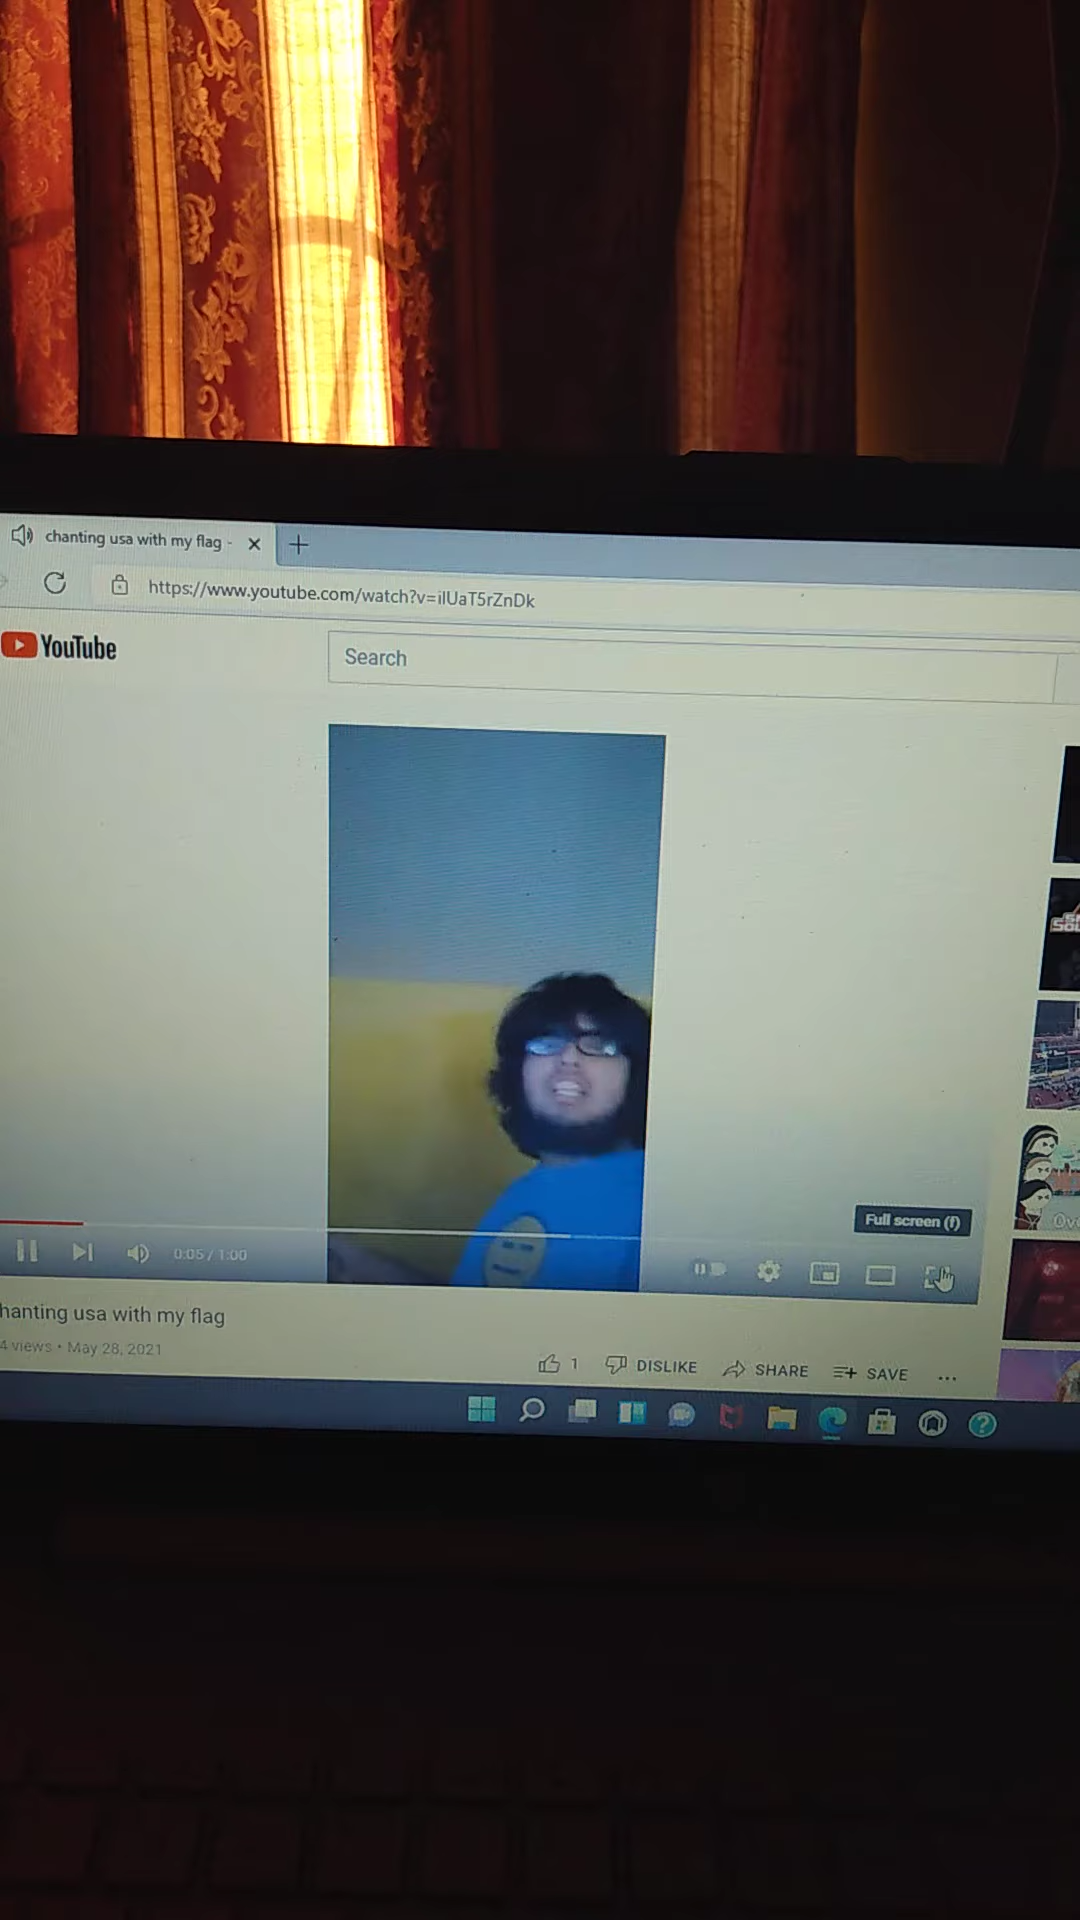 chanting usa with my flag -
https://www.youtube.com/watch?v=ilUaT5rZnDk
YouTube
Search
Full screen (f)
0:05 / 1:00
hanting usa with my flag
4 views • May 28, 2021
1 DISLIKE SHARE SAVE